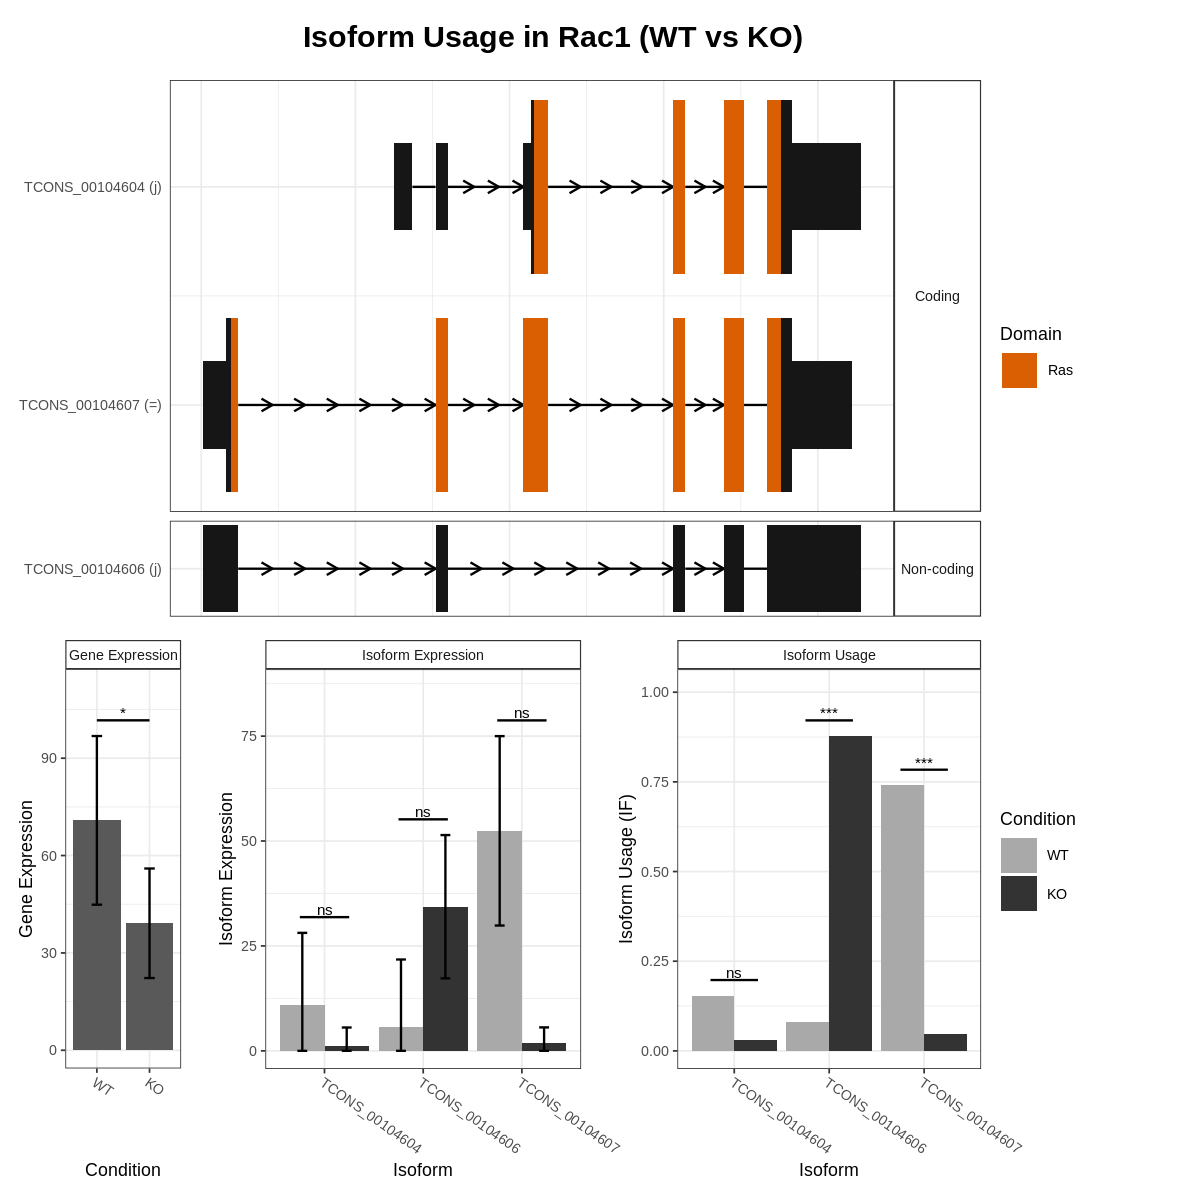 Isoform Usage in Rac1 (WT vs KO)
TCONS_00104604 (j)
TCONS_00104607 (=)
Coding
Domain
Ras
TCONS_00104606 (j)
Non-coding
Gene Expression
Gene Expression
90
60
30
0
*
WT
KO
Condition
Isoform Expression
Isoform Expression
75
50
25
0
ns
ns
ns
TCONS_00104604
TCONS_00104606
TCONS_00104607
Isoform
Isoform Usage
Isoform Usage (IF)
1.00
0.75
0.50
0.25
0.00
ns
***
***
TCONS_00104604
TCONS_00104606
TCONS_00104607
Isoform
Condition
WT
KO